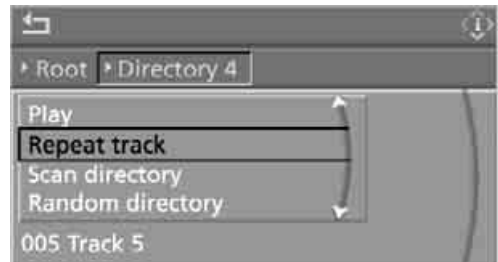 Root Directory 4
Play
Repeat track
Scan directory
Random directory
005 Track 5